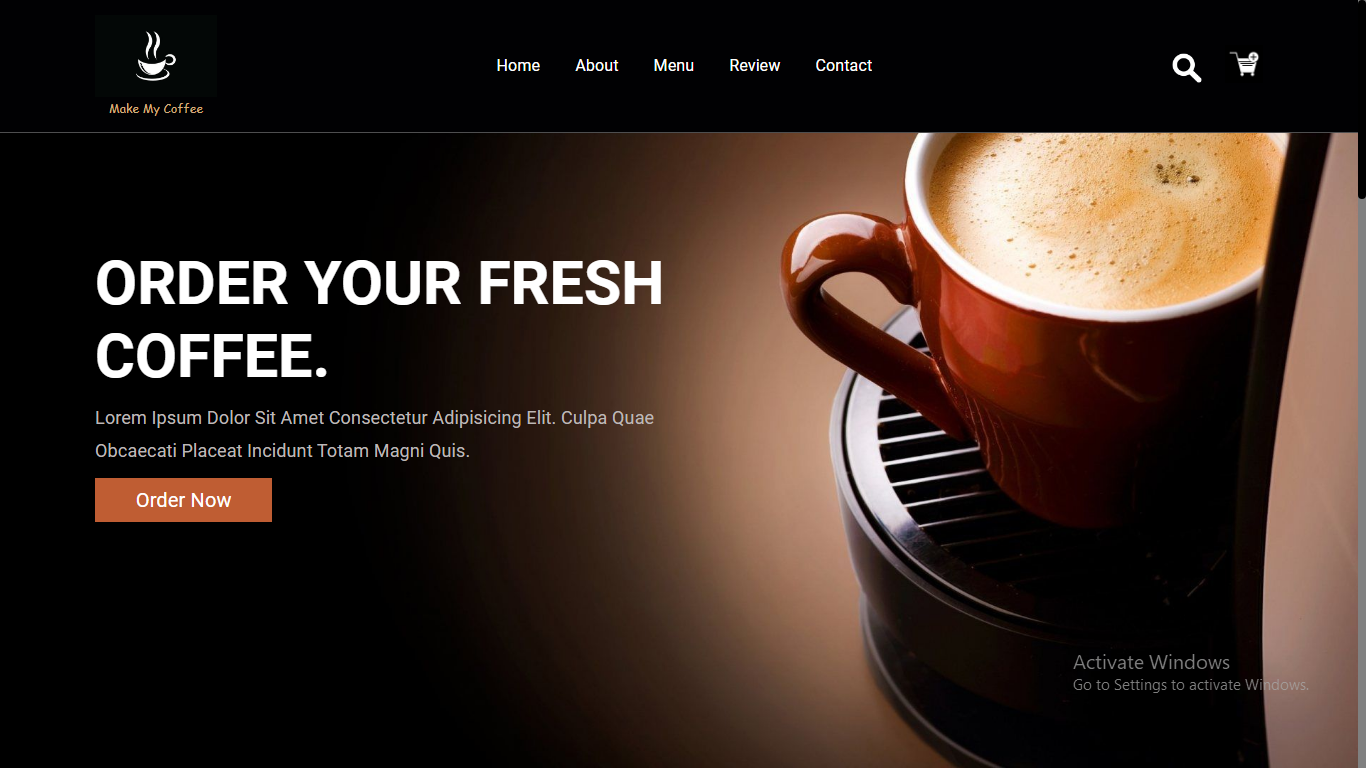 Make My Coffee
Home About Menu Review Contact
ORDER YOUR FRESH
COFFEE.
Lorem Ipsum Dolor Sit Amet Consectetur Adipisicing Elit. Culpa Quae
Obcaecati Placeat Incidunt Totam Magni Quis.
Order Now
Activate Windows
Go to Settings to activate Windows.